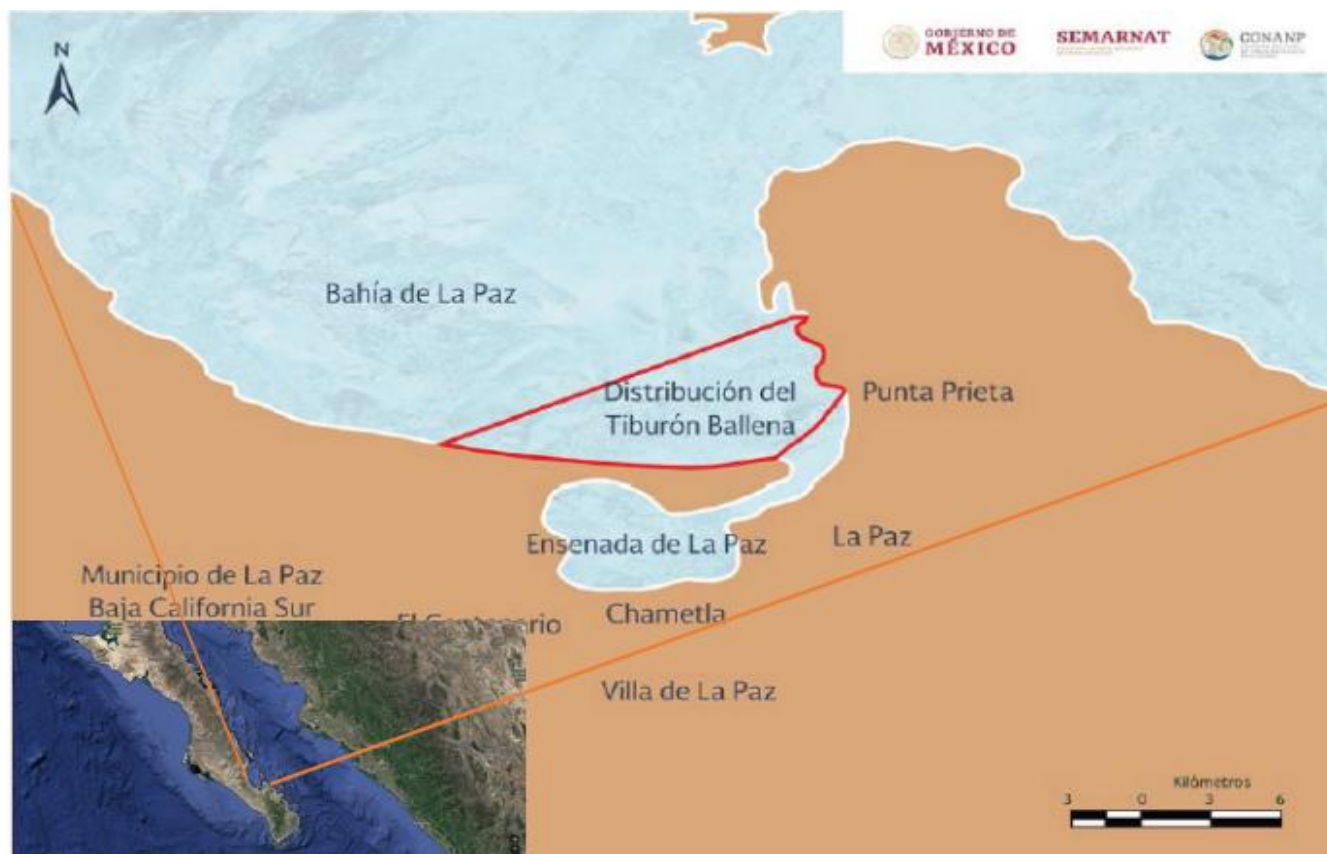 N
GOBIERNO DE
MÉXICO
SEMARNAT
CONANP
Bahía de La Paz
Distribución del
Tiburón Ballena
Punta Prieta
Ensenada de La Paz
La Paz
Municipio de La Paz
Baja California Sur
Chametla
Villa de La Paz
Kilómetros
3 0 3 6